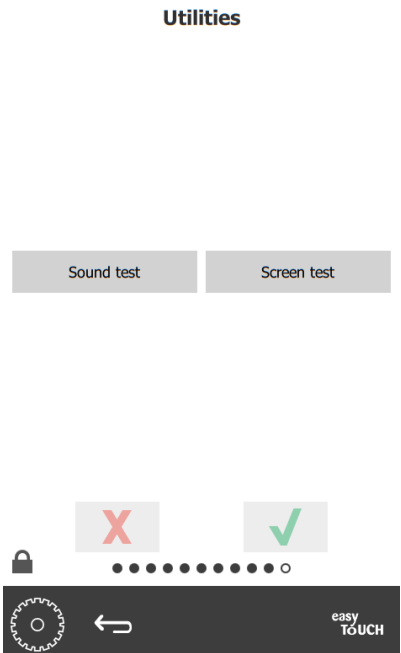 Utilities
Sound test
Screen test
X
easy
ToUCH